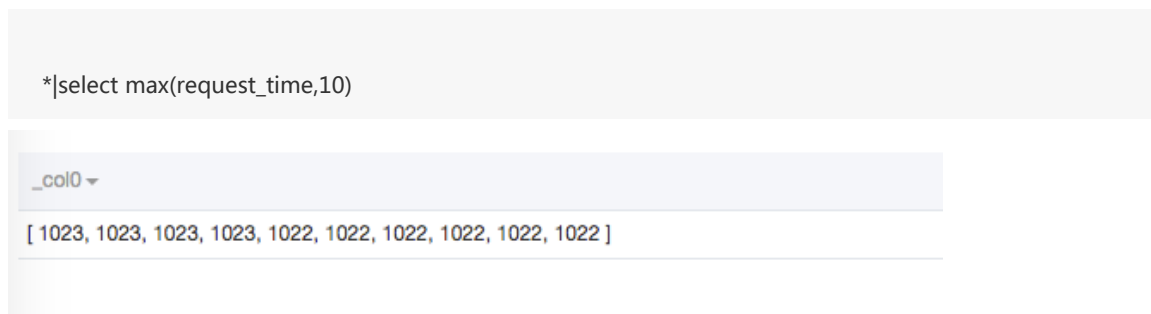 *|select max(request_time,10)
_col0
[ 1023, 1023, 1023, 1023, 1022, 1022, 1022, 1022, 1022, 1022 ]